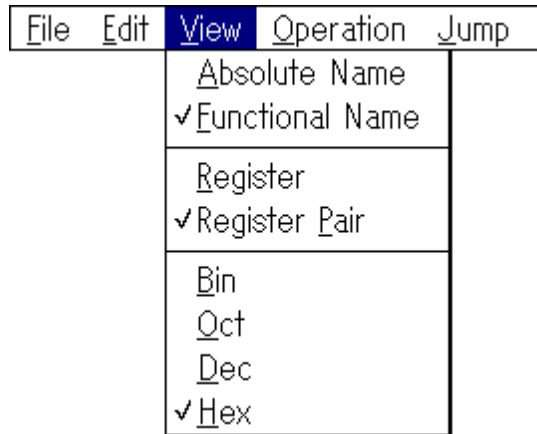 File Edit View Operation Jump
Absolute Name
✓Functional Name
Register
✓Register Pair
Bin
Oct
Dec
✓Hex